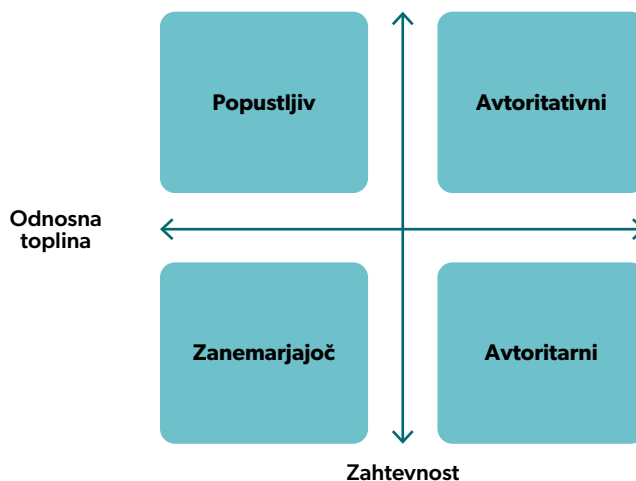 Popustljiv
Avtoritativni
Odnosna
toplina
Zanemarjajoč
Avtoritarni
Zahtevnost